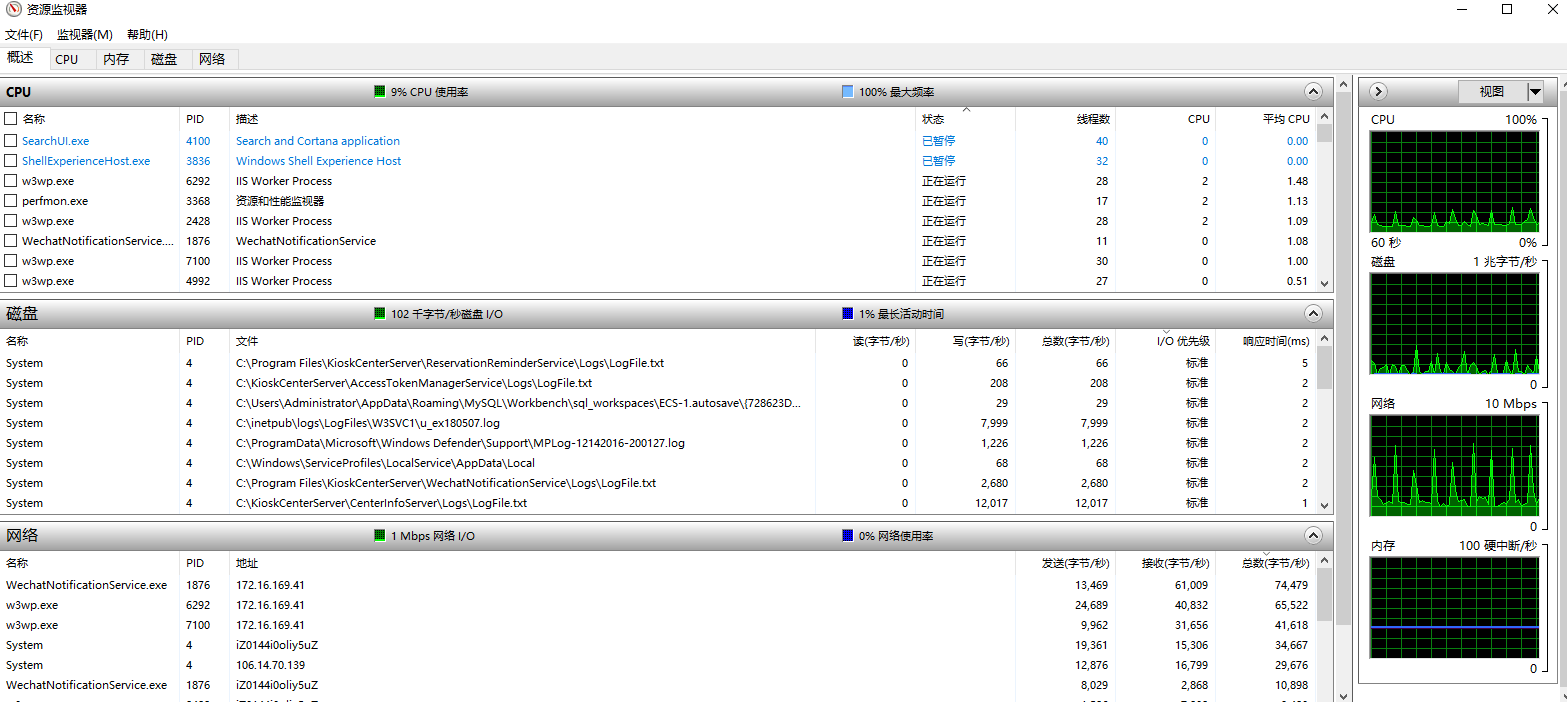 资源监视器
文件(F) 监视器(M) 帮助(H)
概述 CPU 内存 磁盘 网络
CPU 9% CPU 使用率 100% 最大频率
名称 PID 描述 状态 线程数 CPU 平均 CPU
SearchUI.exe 4100 Search and Cortana application 已暂停 40 0 0.00
ShellExperienceHost.exe 3836 Windows Shell Experience Host 已暂停 32 0 0.00
w3wp.exe 6292 IIS Worker Process 正在运行 28 2 1.48
perfmon.exe 3368 资源和性能监视器 正在运行 17 2 1.13
w3wp.exe 2428 IIS Worker Process 正在运行 28 2 1.09
WechatNotificationService.... 1876 WechatNotificationService 正在运行 11 0 1.08
w3wp.exe 7100 IIS Worker Process 正在运行 30 0 1.00
w3wp.exe 4992 IIS Worker Process 正在运行 27 0 0.51
磁盘 102 千字节/秒磁盘 I/O 1% 最长活动时间
名称 PID 文件 读(字节/秒) 写(字节/秒) 总数(字节/秒) I/O 优先级 响应时间(ms)
System 4 C:\Program Files\KioskCenterServer\ReservationReminderService\Logs\LogFile.txt 0 66 66 标准 5
System 4 C:\KioskCenterServer\AccessTokenManagerService\Logs\LogFile.txt 0 208 208 标准 2
System 4 C:\Users\Administrator\AppData\Roaming\MySQL\Workbench\sql_workspaces\ECS-1.autosave\{728623D... 0 29 29 标准 2
System 4 C:\inetpub\logs\LogFiles\W3SVC1\u_ex180507.log 0 7,999 7,999 标准 2
System 4 C:\ProgramData\Microsoft\Windows Defender\Support\MPLog-12142016-200127.log 0 1,226 1,226 标准 2
System 4 C:\Windows\ServiceProfiles\LocalService\AppData\Local 0 68 68 标准 2
System 4 C:\Program Files\KioskCenterServer\WechatNotificationService\Logs\LogFile.txt 0 2,680 2,680 标准 2
System 4 C:\KioskCenterServer\CenterInfoServer\Logs\LogFile.txt 0 12,017 12,017 标准 1
网络 1 Mbps 网络 I/O 0% 网络使用率
名称 PID 地址 发送(字节/秒) 接收(字节/秒) 总数(字节/秒)
WechatNotificationService.exe 1876 172.16.169.41 13,469 61,009 74,479
w3wp.exe 6292 172.16.169.41 24,689 40,832 65,522
w3wp.exe 7100 172.16.169.41 9,962 31,656 41,618
System 4 iZ0144i0oliy5uZ 19,361 15,306 34,667
System 4 106.14.70.139 12,876 16,799 29,676
WechatNotificationService.exe 1876 iZ0144i0oliy5uZ 8,029 2,868 10,898
视图
CPU 100%
60 秒 0%
磁盘 1 兆字节/秒
0
网络 10 Mbps
0
内存 100 硬中断/秒
0